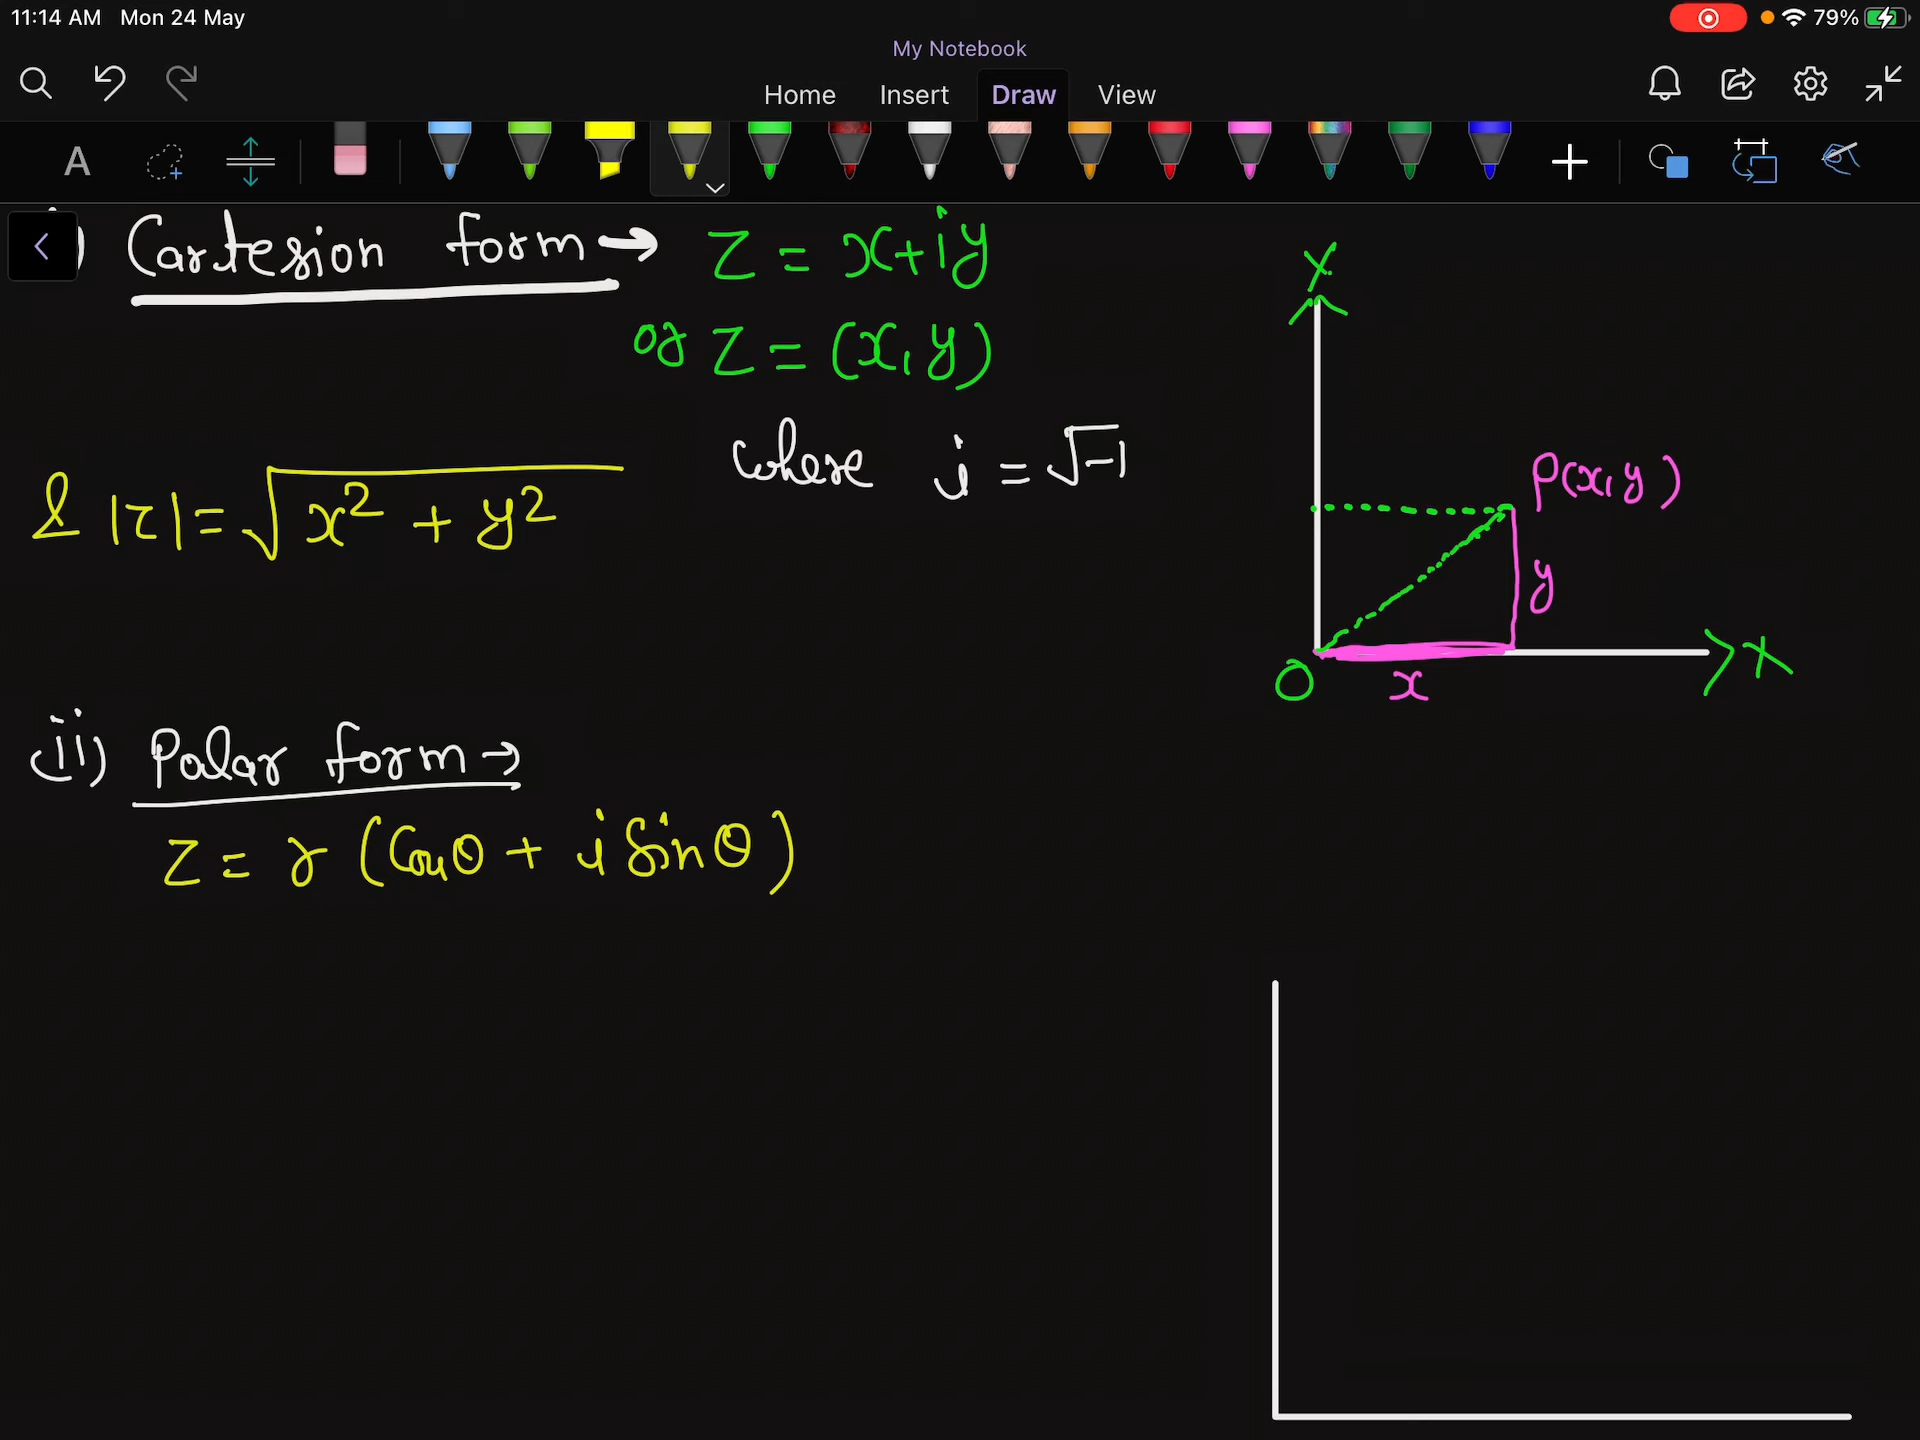 11:14 AM Mon 24 May
79%
My Notebook
Home Insert Draw View
A
) Cartesion form → Z = x+iy
or Z = (x, y)
where i = √-1
& |z| = √x² + y²
Y
P(x, y)
y
O
x
X
(ii) Polar form →
Z = r (Cosθ + i Sinθ)